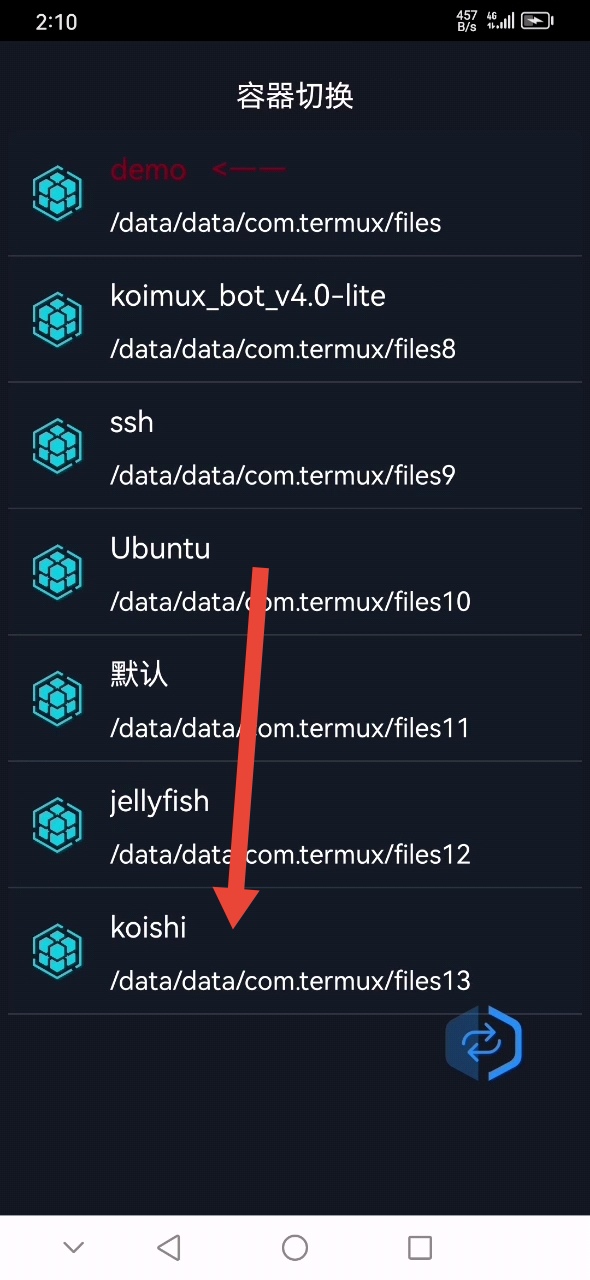 2:10
457
B/s
4G
容器切换
demo <——
/data/data/com.termux/files
koimux_bot_v4.0-lite
/data/data/com.termux/files8
ssh
/data/data/com.termux/files9
Ubuntu
/data/data/com.termux/files10
默认
/data/data/com.termux/files11
jellyfish
/data/data/com.termux/files12
koishi
/data/data/com.termux/files13